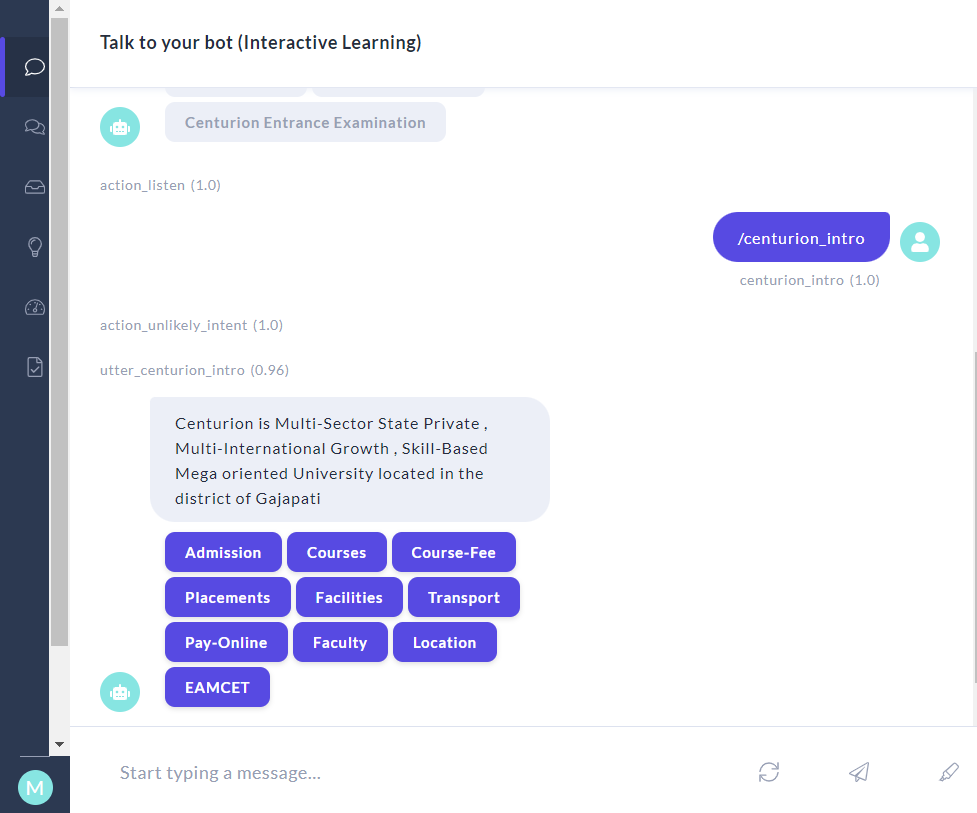 Talk to your bot (Interactive Learning)
Centurion Entrance Examination
action_listen (1.0)
/centurion_intro
centurion_intro (1.0)
action_unlikely_intent (1.0)
utter_centurion_intro (0.96)
Centurion is Multi-Sector State Private ,
Multi-International Growth , Skill-Based
Mega oriented University located in the
district of Gajapati
Admission Courses Course-Fee
Placements Facilities Transport
Pay-Online Faculty Location
EAMCET
Start typing a message...
M